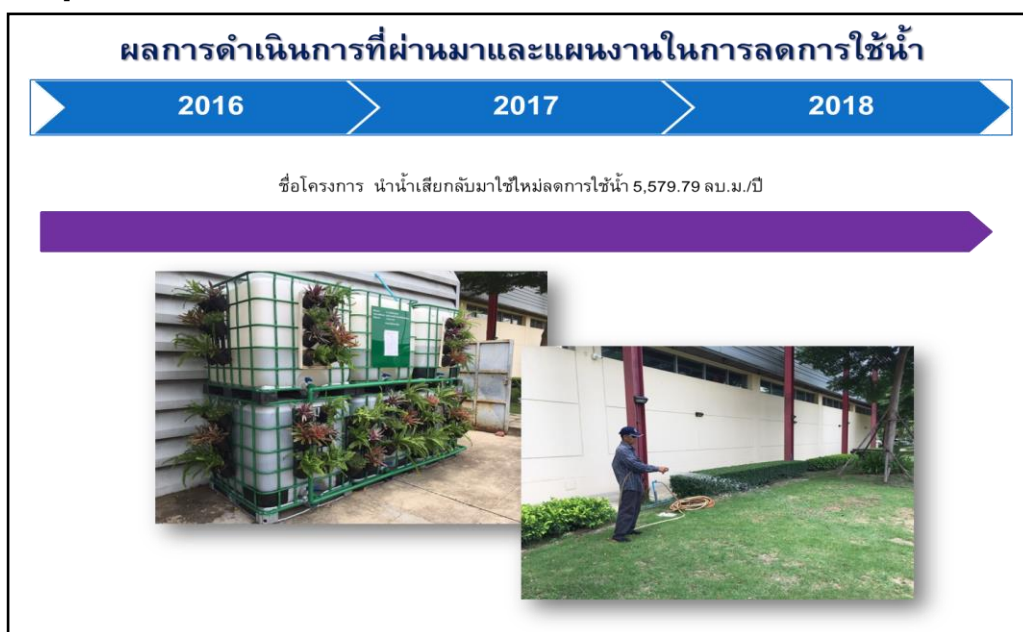 ผลการดำเนินการที่ผ่านมาและแผนงานในการลดการใช้น้ำ
2016 2017 2018
ชื่อโครงการ นำน้ำเสียกลับมาใช้ใหม่ลดการใช้น้ำ 5,579.79 ลบ.ม./ปี